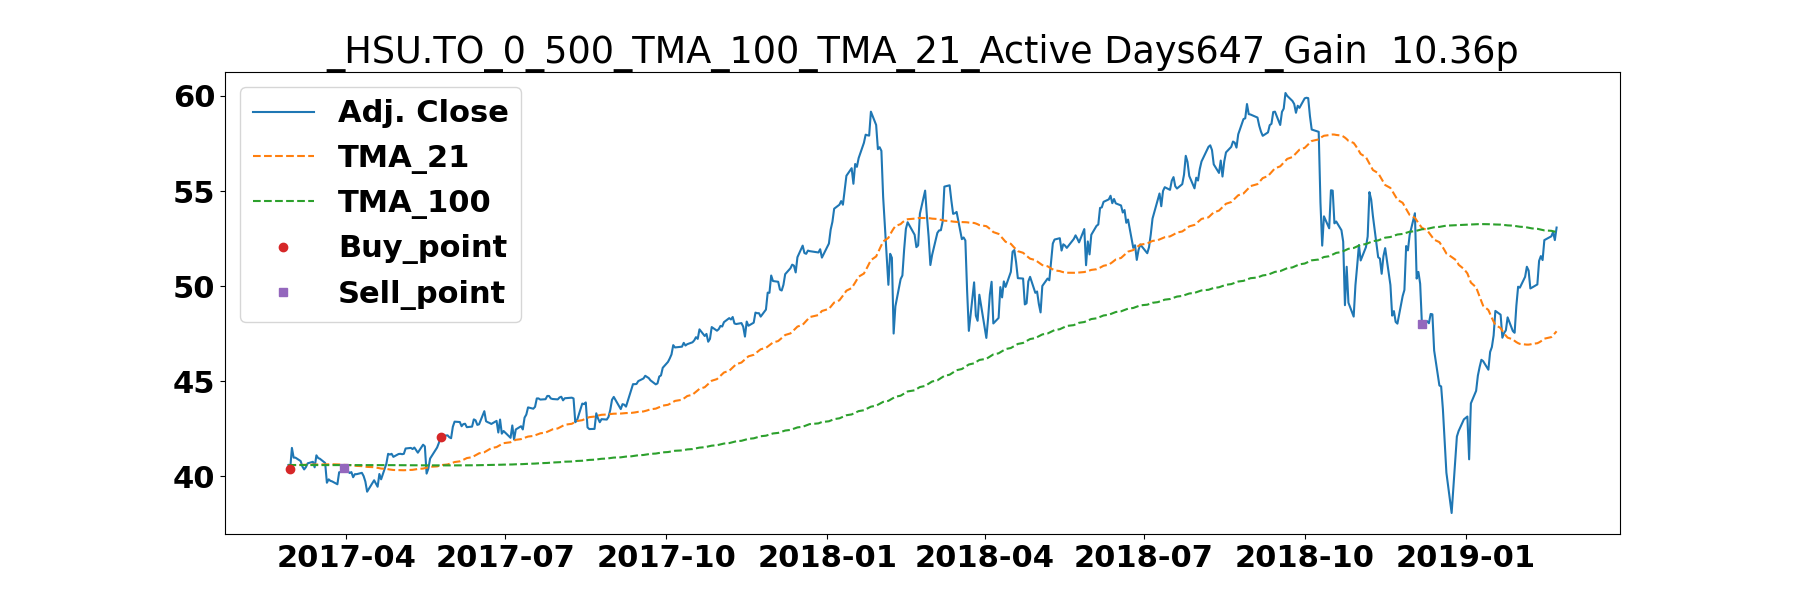 _HSU.TO_0_500_TMA_100_TMA_21_Active Days647_Gain  10.36p
60
55
50
45
40
Adj. Close
TMA_21
TMA_100
Buy_point
Sell_point
2017-04 2017-07 2017-10 2018-01 2018-04 2018-07 2018-10 2019-01